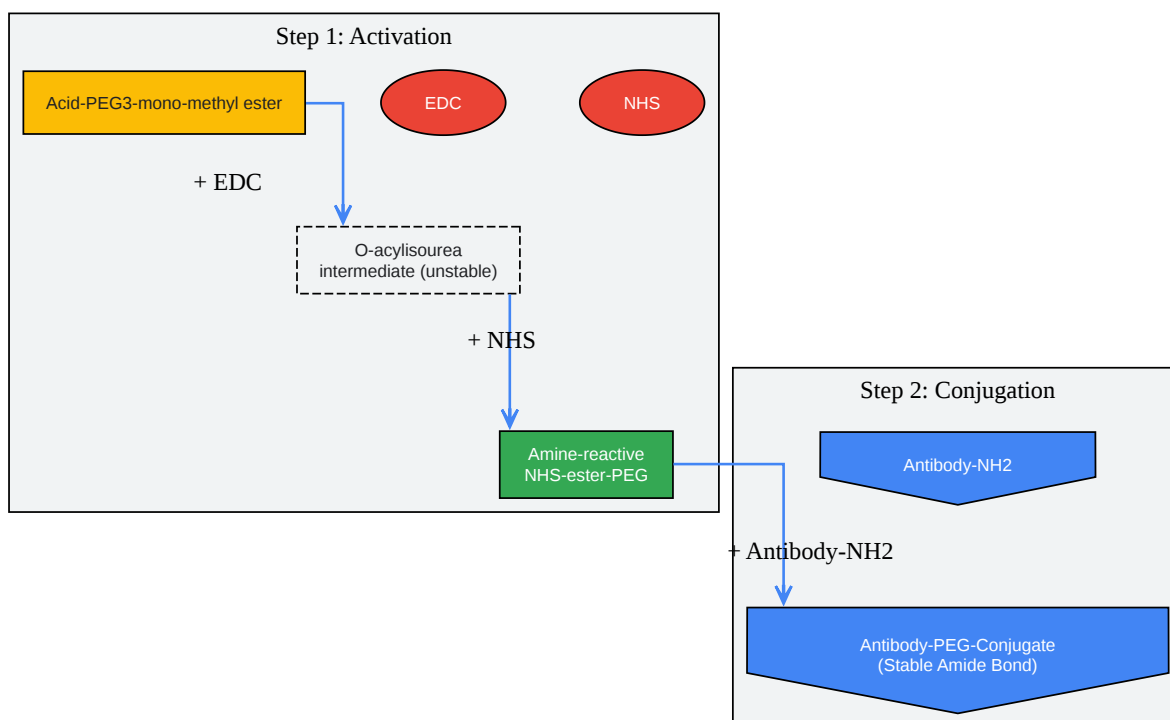 Step 1: Activation
Acid-PEG3-mono-methyl ester
EDC
NHS
+ EDC
O-acylisourea
intermediate (unstable)
+ NHS
Amine-reactive
NHS-ester-PEG
Step 2: Conjugation
Antibody-NH2
+ Antibody-NH2
Antibody-PEG-Conjugate
(Stable Amide Bond)